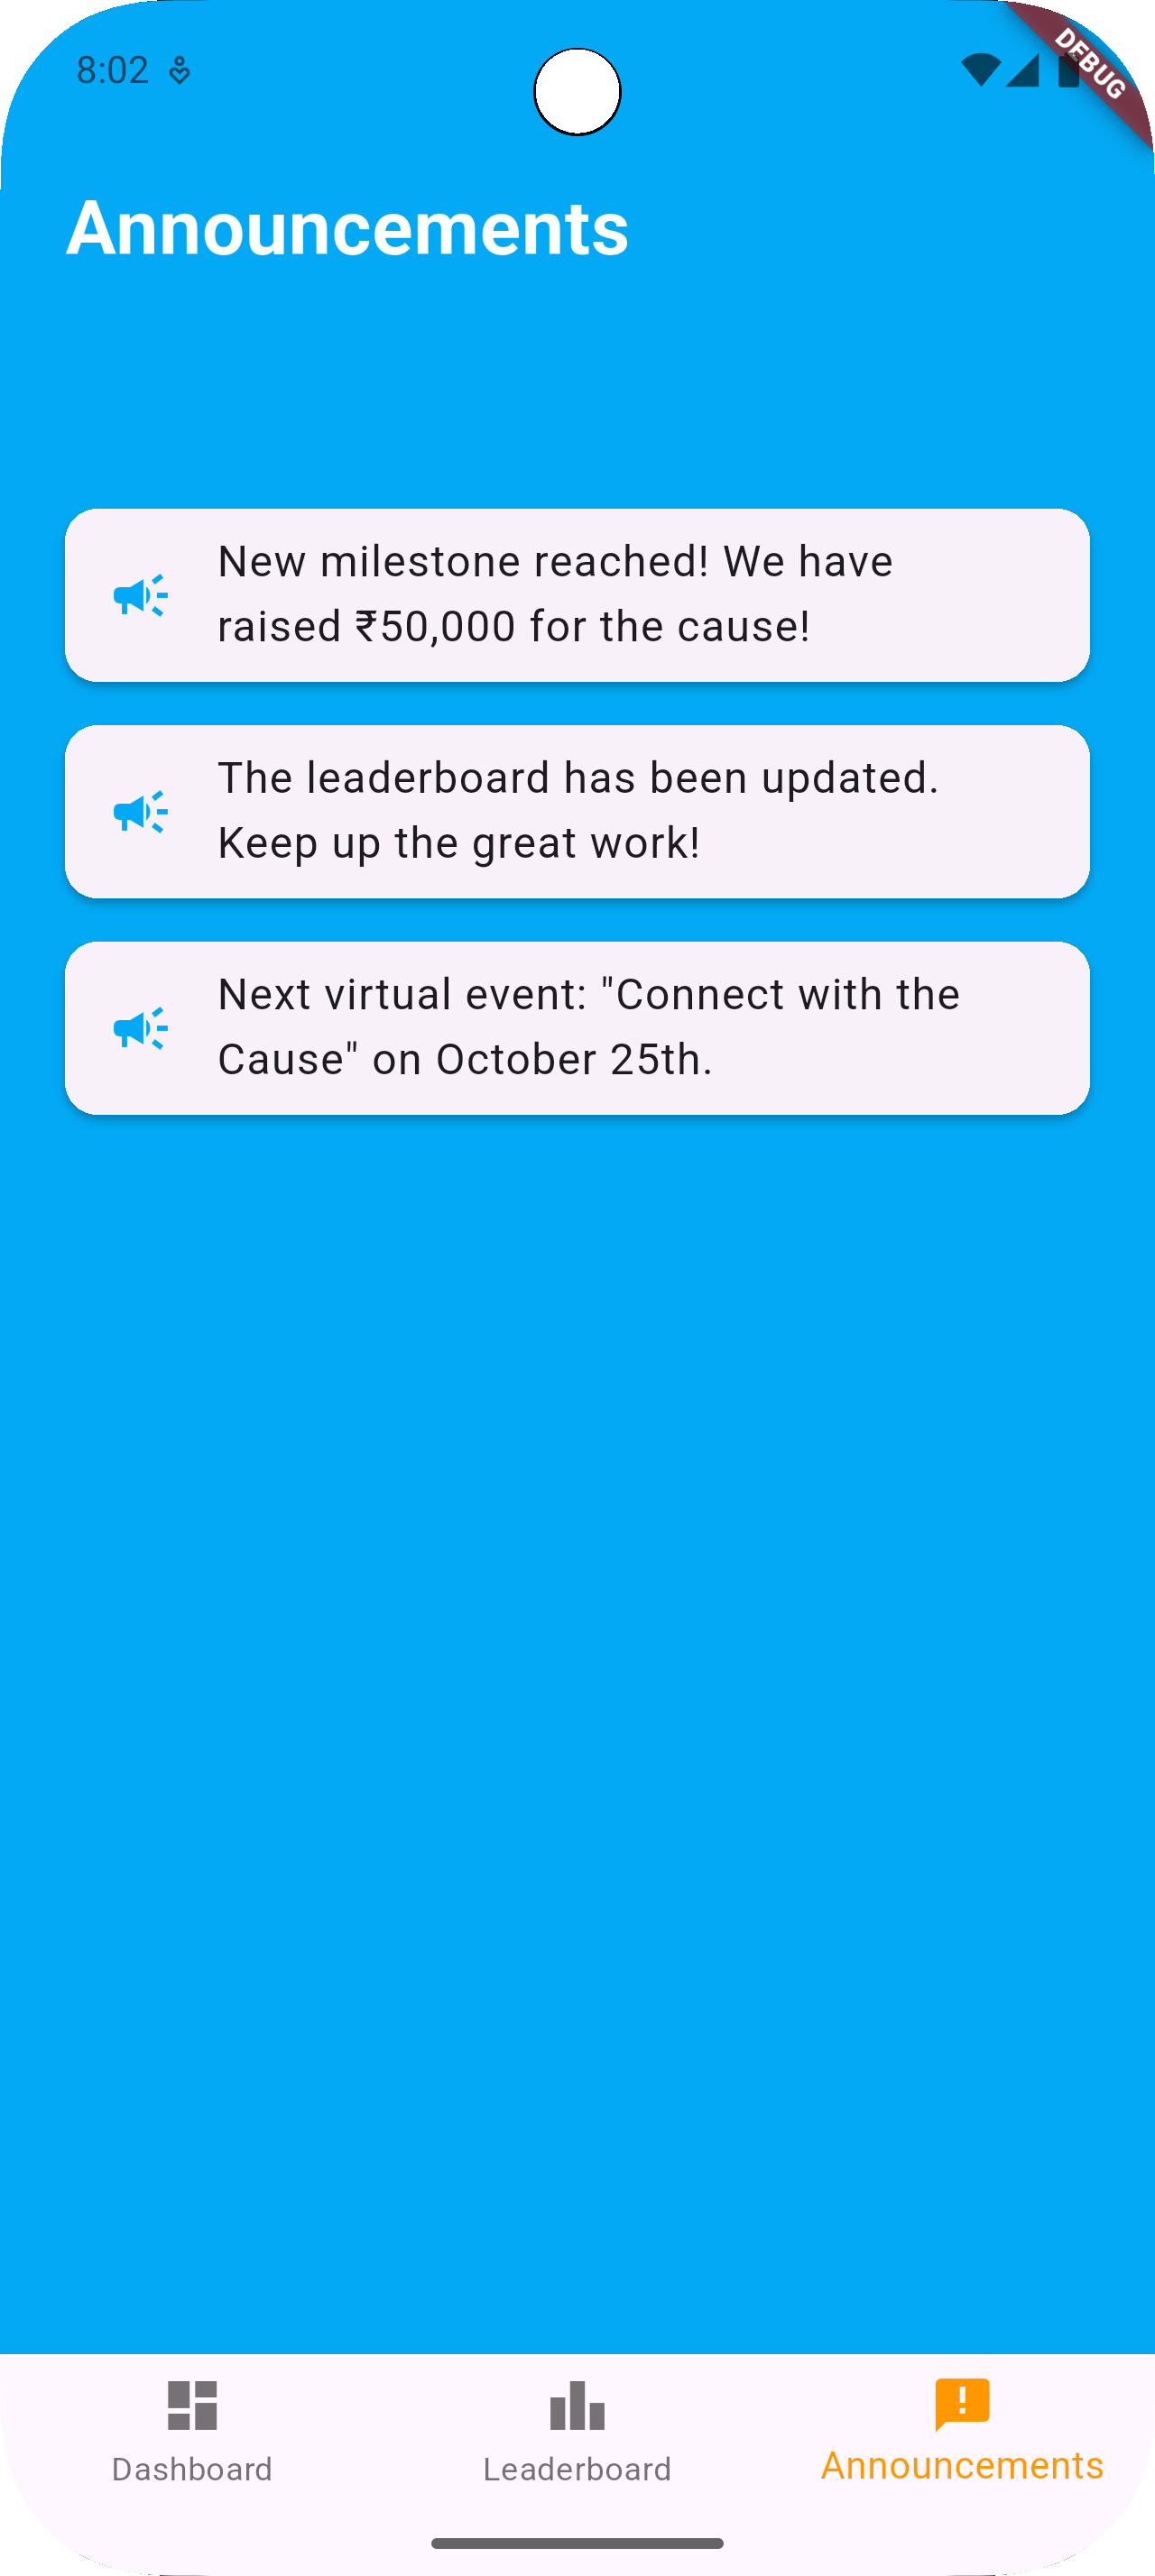 8:02
DEBUG
Announcements
New milestone reached! We have
raised ₹50,000 for the cause!
The leaderboard has been updated.
Keep up the great work!
Next virtual event: "Connect with the
Cause" on October 25th.
Dashboard
Leaderboard
Announcements